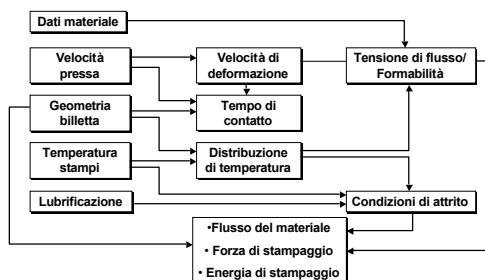 Dati materiale
Velocità
pressa
Velocità di
deformazione
Tensione di flusso/
Formabilità
Geometria
billetta
Tempo di
contatto
Temperatura
stampi
Distribuzione
di temperatura
Lubrificazione
Condizioni di attrito
•Flusso del materiale
• Forza di stampaggio
• Energia di stampaggio